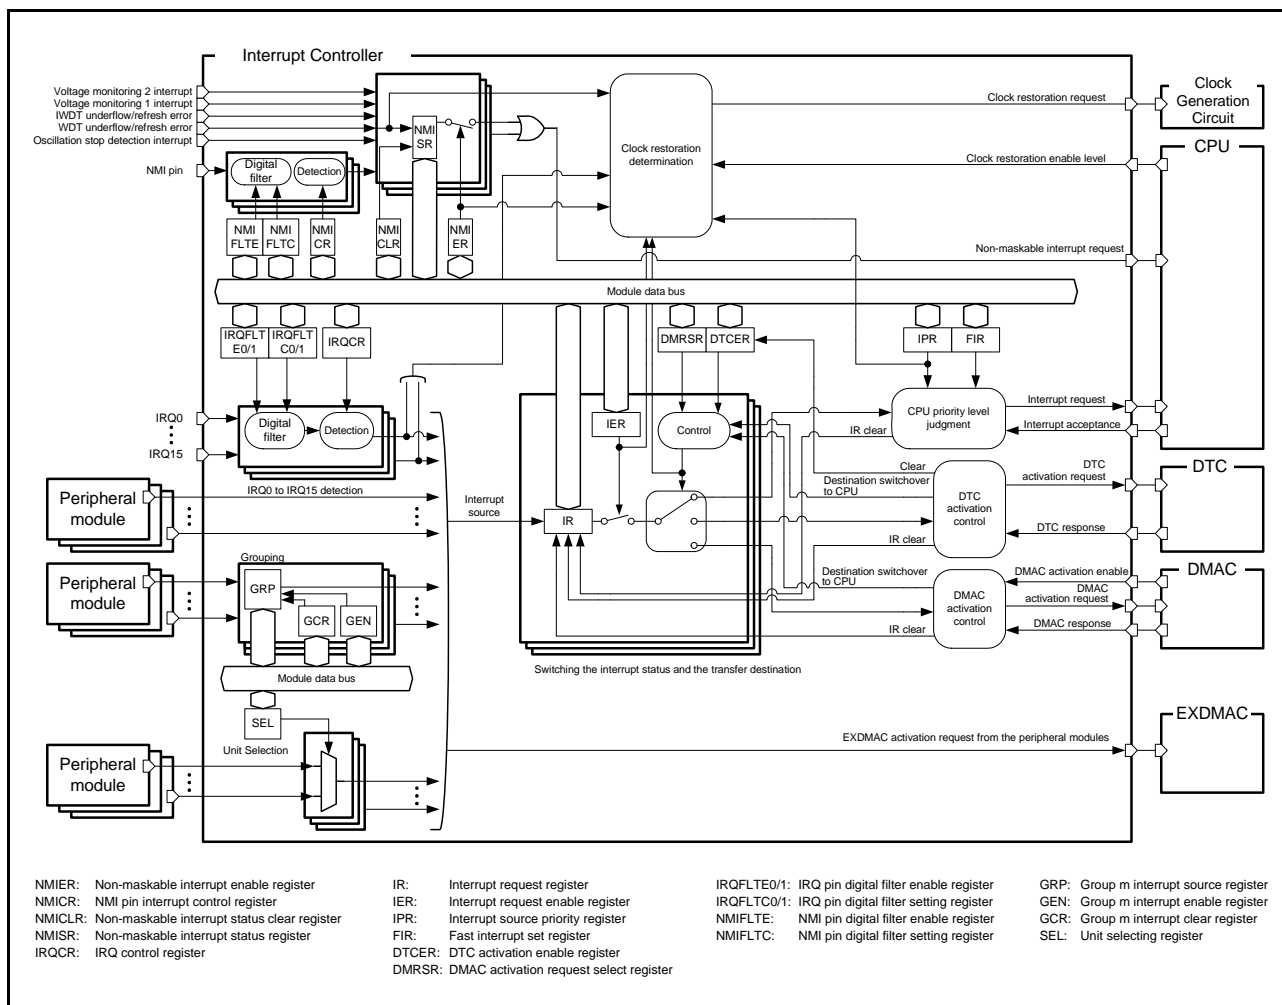 Interrupt Controller
Voltage monitoring 2 interrupt
Voltage monitoring 1 interrupt
IWDT underflow/refresh error
WDT underflow/refresh error
Oscillation stop detection interrupt
NMI pin
Digital
filter
Detection
NMI
SR
NMI
FLTE
NMI
FLTC
NMI
CR
NMI
CLR
NMI
ER
Clock restoration
determination
Clock restoration request
Clock restoration enable level
Non-maskable interrupt request
Clock
Generation
Circuit
CPU
Module data bus
IRQFLT
E0/1
IRQFLT
C0/1
IRQCR
DMRSR
DTCER
IPR
FIR
IRQ0
IRQ15
Digital
filter
Detection
IER
Control
CPU priority level
judgment
Interrupt request
Interrupt acceptance
IR clear
Clear
Destination switchover
to CPU
DTC
activation
control
DTC
activation request
DTC response
DTC
IR clear
Peripheral
module
IRQ0 to IRQ15 detection
Interrupt
source
IR
Peripheral
module
Grouping
GRP
GCR
GEN
Module data bus
SEL
Unit Selection
Destination switchover
to CPU
DMAC
activation
control
DMAC activation enable
DMAC
activation request
DMAC response
DMAC
IR clear
Switching the interrupt status and the transfer destination
Peripheral
module
EXDMAC activation request from the peripheral modules
EXDMAC
NMIER: Non-maskable interrupt enable register
NMICR: NMI pin interrupt control register
NMICLR: Non-maskable interrupt status clear register
NMISR: Non-maskable interrupt status register
IRQCR: IRQ control register
IR: Interrupt request register
IER: Interrupt request enable register
IPR: Interrupt source priority register
FIR: Fast interrupt set register
DTCER: DTC activation enable register
DMRSR: DMAC activation request select register
IRQFLTE0/1: IRQ pin digital filter enable register
IRQFLTC0/1: IRQ pin digital filter setting register
NMIFLTE: NMI pin digital filter enable register
NMIFLTC: NMI pin digital filter setting register
GRP: Group m interrupt source register
GEN: Group m interrupt enable register
GCR: Group m interrupt clear register
SEL: Unit selecting register